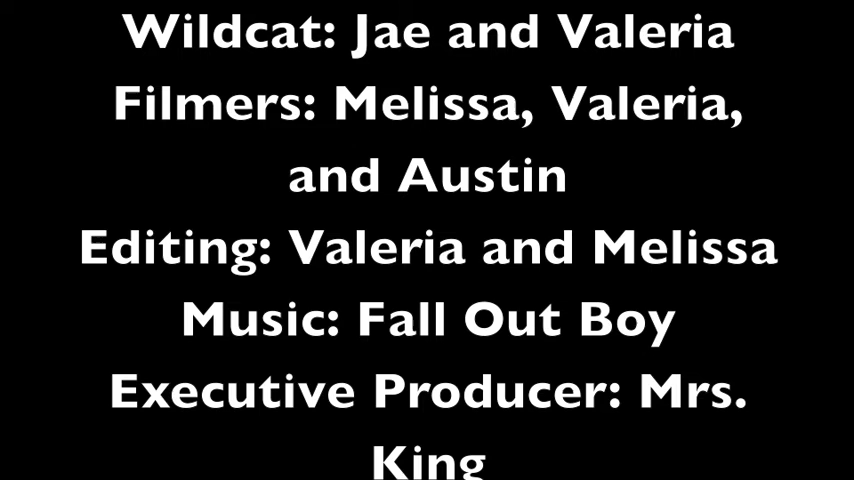 Wildcat: Jae and Valeria
Filmers: Melissa, Valeria,
and Austin
Editing: Valeria and Melissa
Music: Fall Out Boy
Executive Producer: Mrs.
King